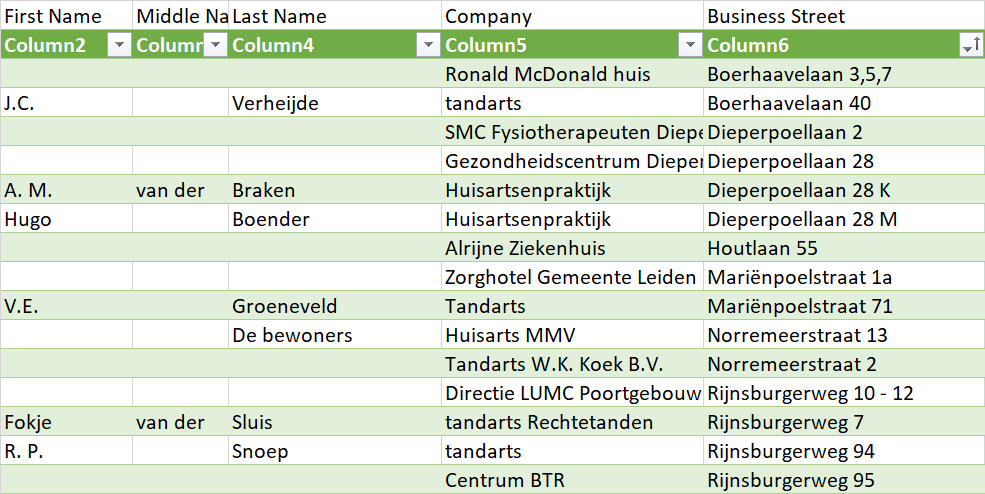 First Name Middle Na Last Name Company Business Street
Column2 Column Column4 Column5 Column6
Ronald McDonald huis Boerhaavelaan 3,5,7
J.C. Verheijde tandarts Boerhaavelaan 40
SMC Fysiotherapeuten Diepe Dieperpoellaan 2
Gezondheidscentrum Dieper Dieperpoellaan 28
A. M. van der Braken Huisartsenpraktijk Dieperpoellaan 28 K
Hugo Boender Huisartsenpraktijk Dieperpoellaan 28 M
Alrijne Ziekenhuis Houtlaan 55
Zorghotel Gemeente Leiden Mariënpoelstraat 1a
V.E. Groeneveld Tandarts Mariënpoelstraat 71
De bewoners Huisarts MMV Norremeerstraat 13
Tandarts W.K. Koek B.V. Norremeerstraat 2
Directie LUMC Poortgebouw Rijnsburgerweg 10 - 12
Fokje van der Sluis tandarts Rechtetanden Rijnsburgerweg 7
R. P. Snoep tandarts Rijnsburgerweg 94
Centrum BTR Rijnsburgerweg 95